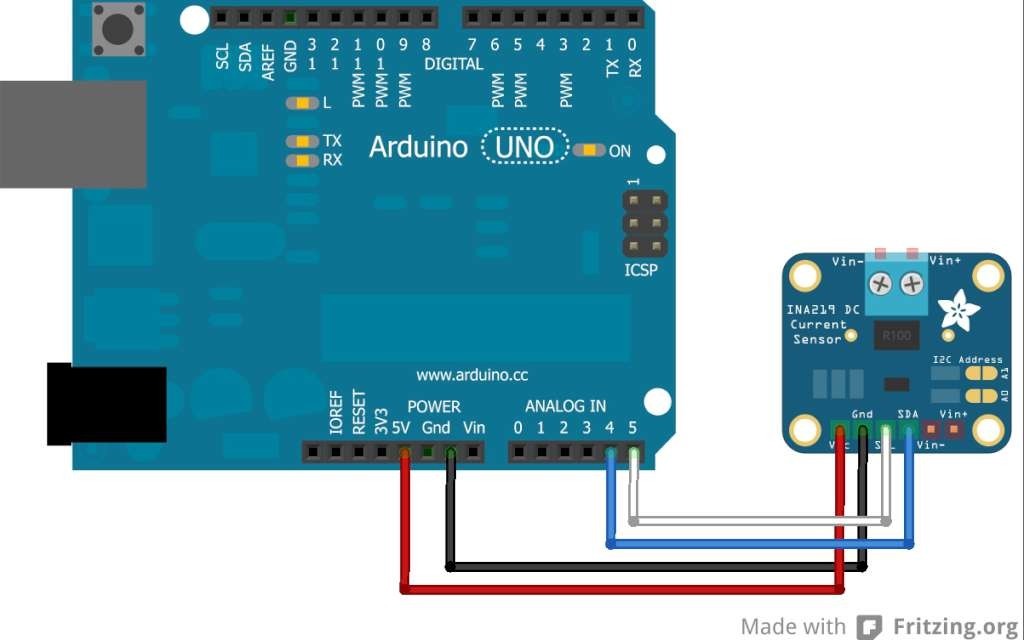 SCL SDA AREF GND 13 12 11 10 9 8 7 6 5 4 3 2 1 0
PWM PWM PWM PWM PWM PWM TX RX
DIGITAL
L
TX
RX
Arduino UNO ON
1
ICSP
www.arduino.cc
POWER ANALOG IN
IOREF RESET 3V3 5V Gnd Vin 0 1 2 3 4 5
Vin- Vin+
INA219 DC
Current
Sensor
R100
I2C Address
A1
A0
Gnd SDA Vin+
Vcc SCL Vin-
Made with Fritzing.org